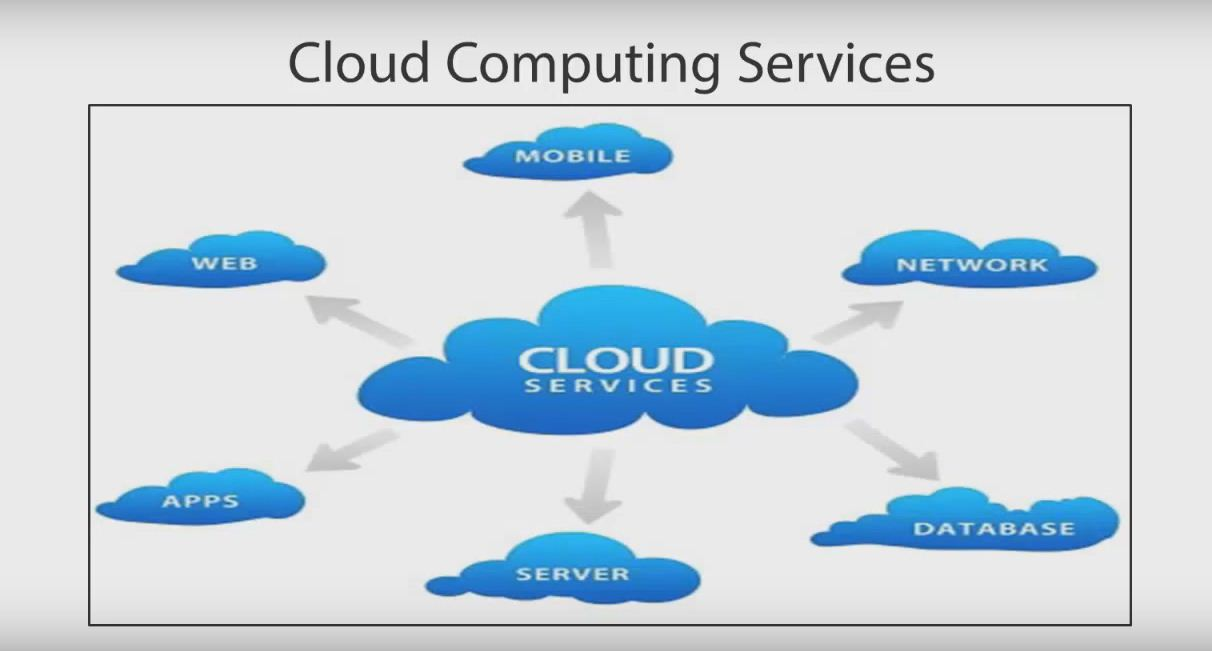 Cloud Computing Services
MOBILE
WEB
NETWORK
CLOUD
SERVICES
APPS
DATABASE
SERVER